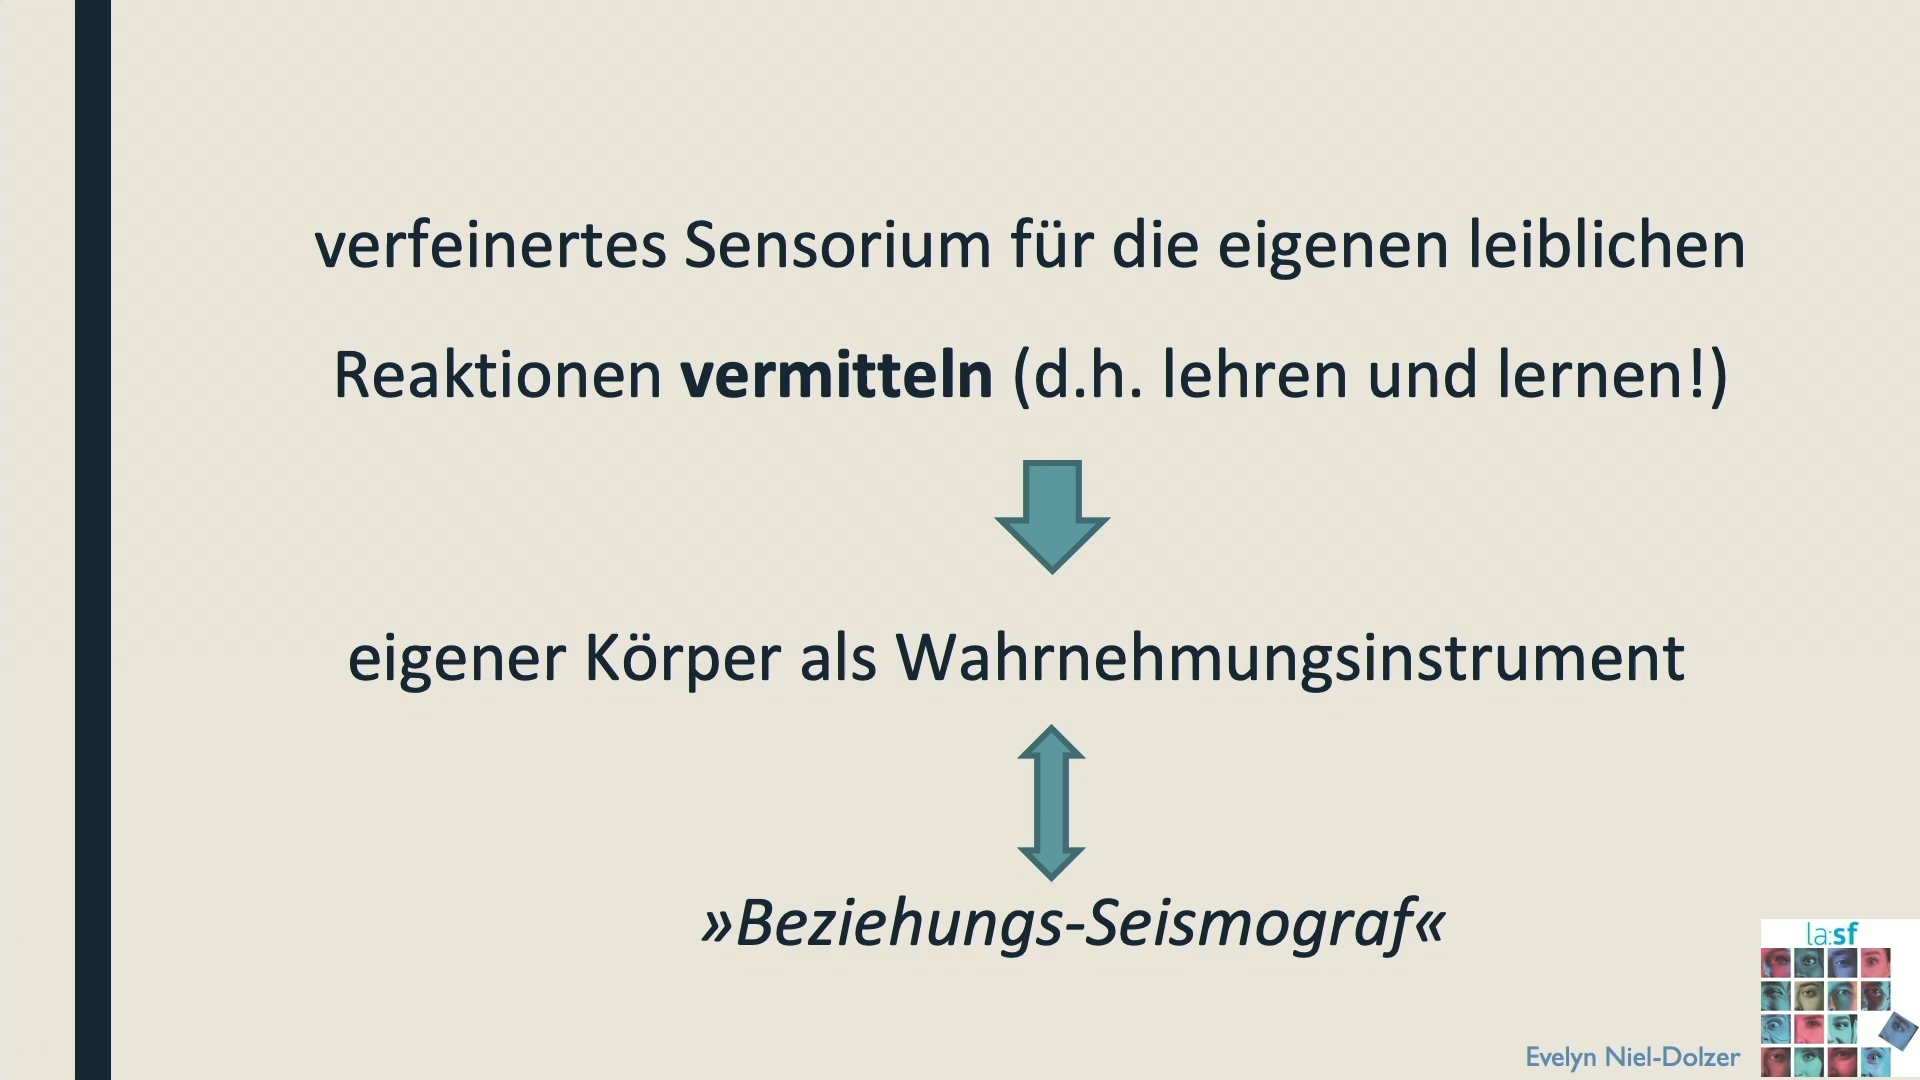 verfeinertes Sensorium für die eigenen leiblichen
Reaktionen vermitteln (d.h. lehren und lernen!)
eigener Körper als Wahrnehmungsinstrument
»Beziehungs-Seismograf«
la:sf
Evelyn Niel-Dolzer